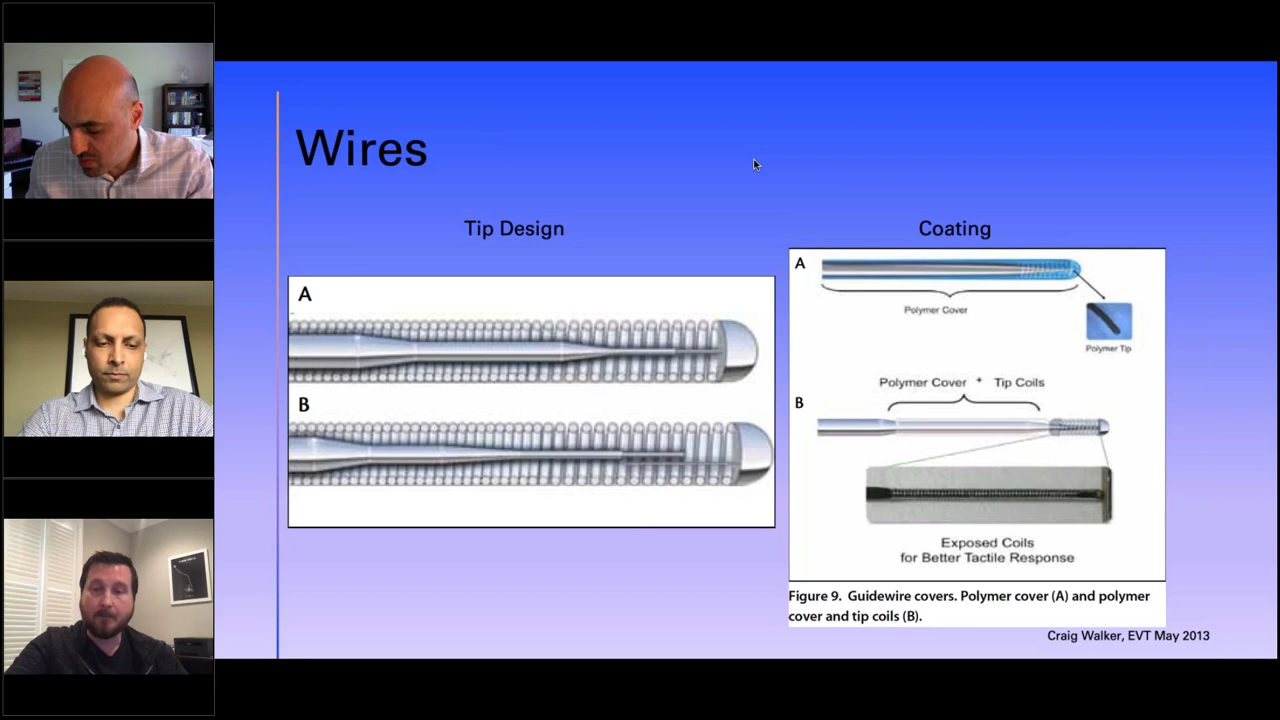 Wires
Tip Design
A
B
Coating
A
Polymer Cover
Polymer Tip
Polymer Cover + Tip Coils
B
Exposed Coils
for Better Tactile Response
Figure 9. Guidewire covers. Polymer cover (A) and polymer
cover and tip coils (B).
Craig Walker, EVT May 2013